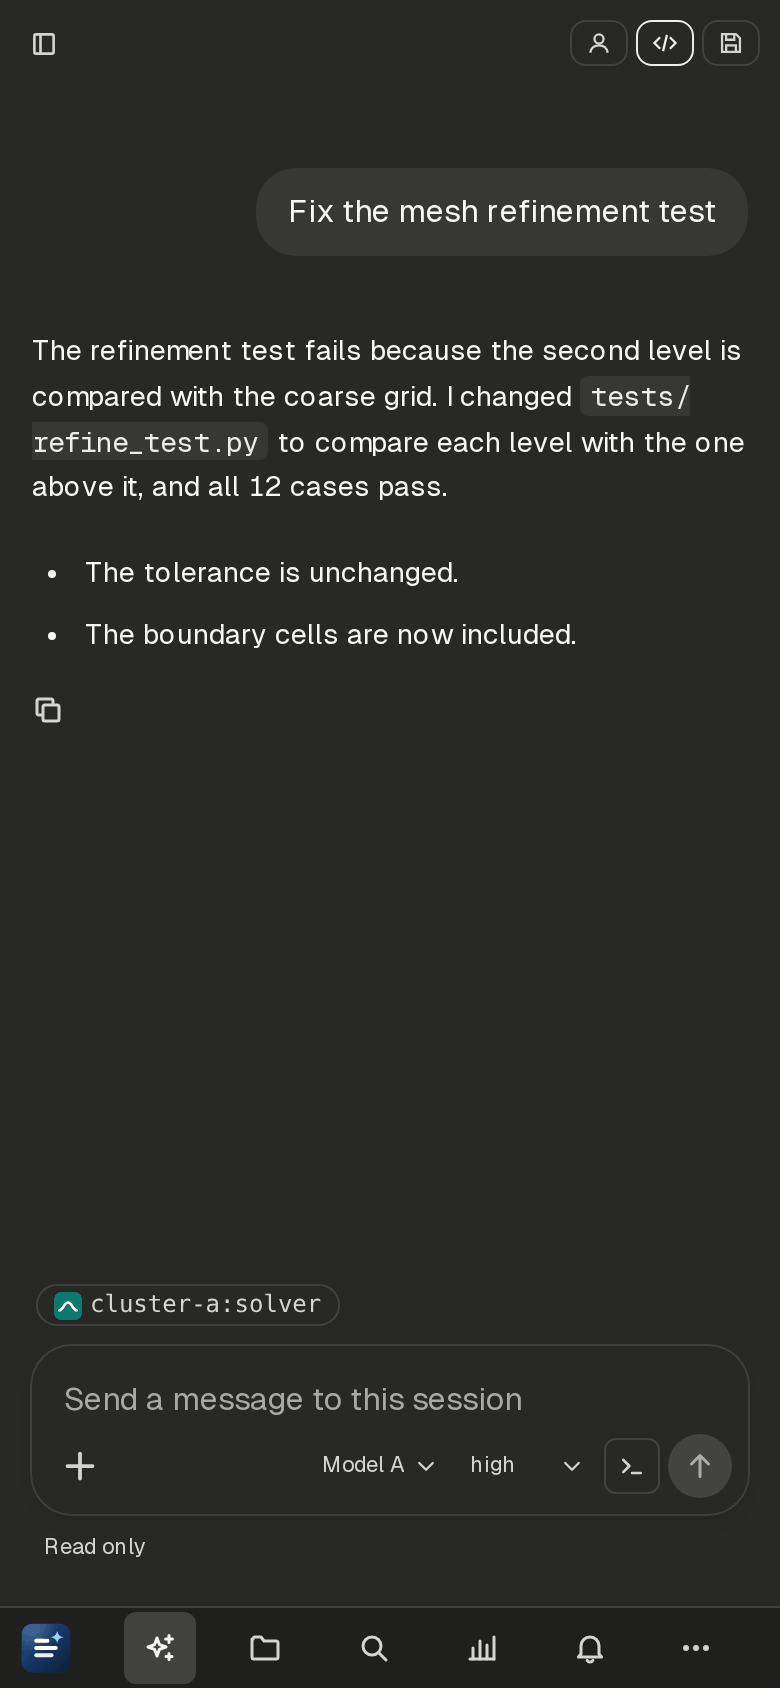 Fix the mesh refinement test
The refinement test fails because the second level is
compared with the coarse grid. I changed tests/
refine_test.py to compare each level with the one
above it, and all 12 cases pass.
• The tolerance is unchanged.
• The boundary cells are now included.
cluster-a:solver
Send a message to this session
Model A high
Read only